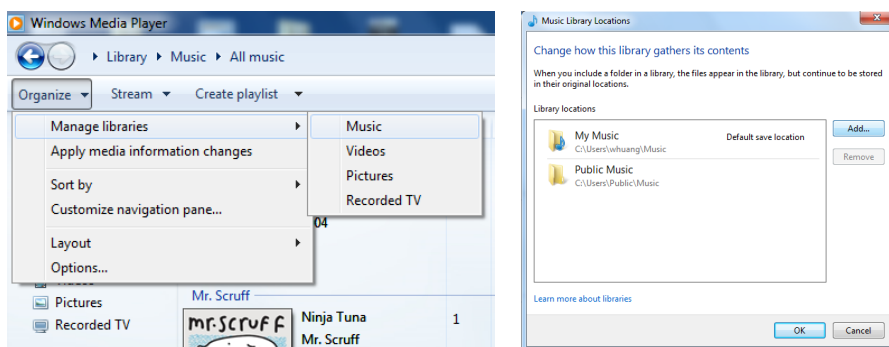 Windows Media Player
Library Music All music
Organize Stream Create playlist
Manage libraries
Apply media information changes
Sort by
Customize navigation pane...
Layout
Options...
Music
Videos
Pictures
Recorded TV
04
Pictures
Recorded TV
Mr. Scruff
mr.scruff
Ninja Tuna
Mr. Scruff
1
Music Library Locations
Change how this library gathers its contents
When you include a folder in a library, the files appear in the library, but continue to be stored
in their original locations.
Library locations
My Music
C:\Users\whuang\Music
Default save location
Public Music
C:\Users\Public\Music
Add...
Remove
Learn more about libraries
OK
Cancel